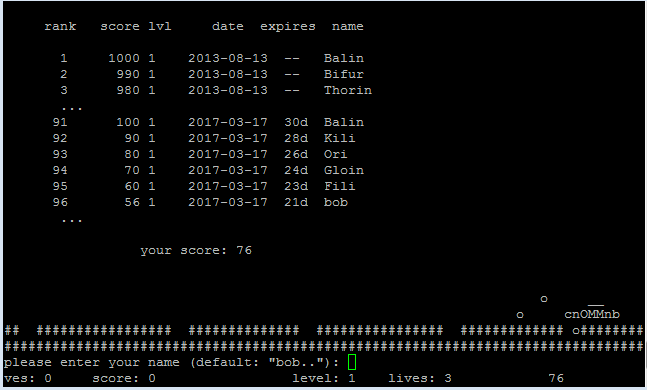 rank score lvl date expires name
1 1000 1 2013-08-13 -- Balin
2 990 1 2013-08-13 -- Bifur
3 980 1 2013-08-13 -- Thorin
...
91 100 1 2017-03-17 30d Balin
92 90 1 2017-03-17 28d Kili
93 80 1 2017-03-17 26d Ori
94 70 1 2017-03-17 24d Gloin
95 60 1 2017-03-17 23d Fili
96 56 1 2017-03-17 21d bob
...
your score: 76
o __
o cnOMMnb
## ################# ############## ################ ############# o########
################################################################################
please enter your name (default: "bob.."):
ves: 0 score: 0 level: 1 lives: 3 76